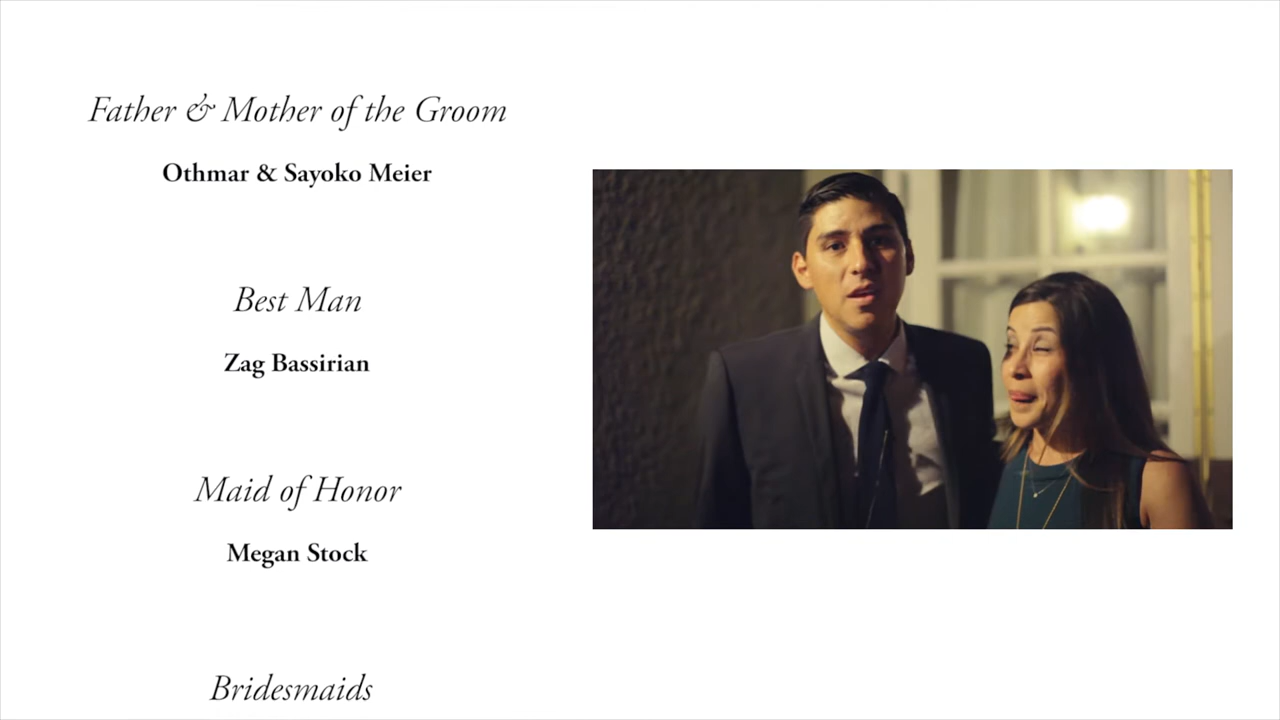 Father & Mother of the Groom
Othmar & Sayoko Meier
Best Man
Zag Bassirian
Maid of Honor
Megan Stock
Bridesmaids